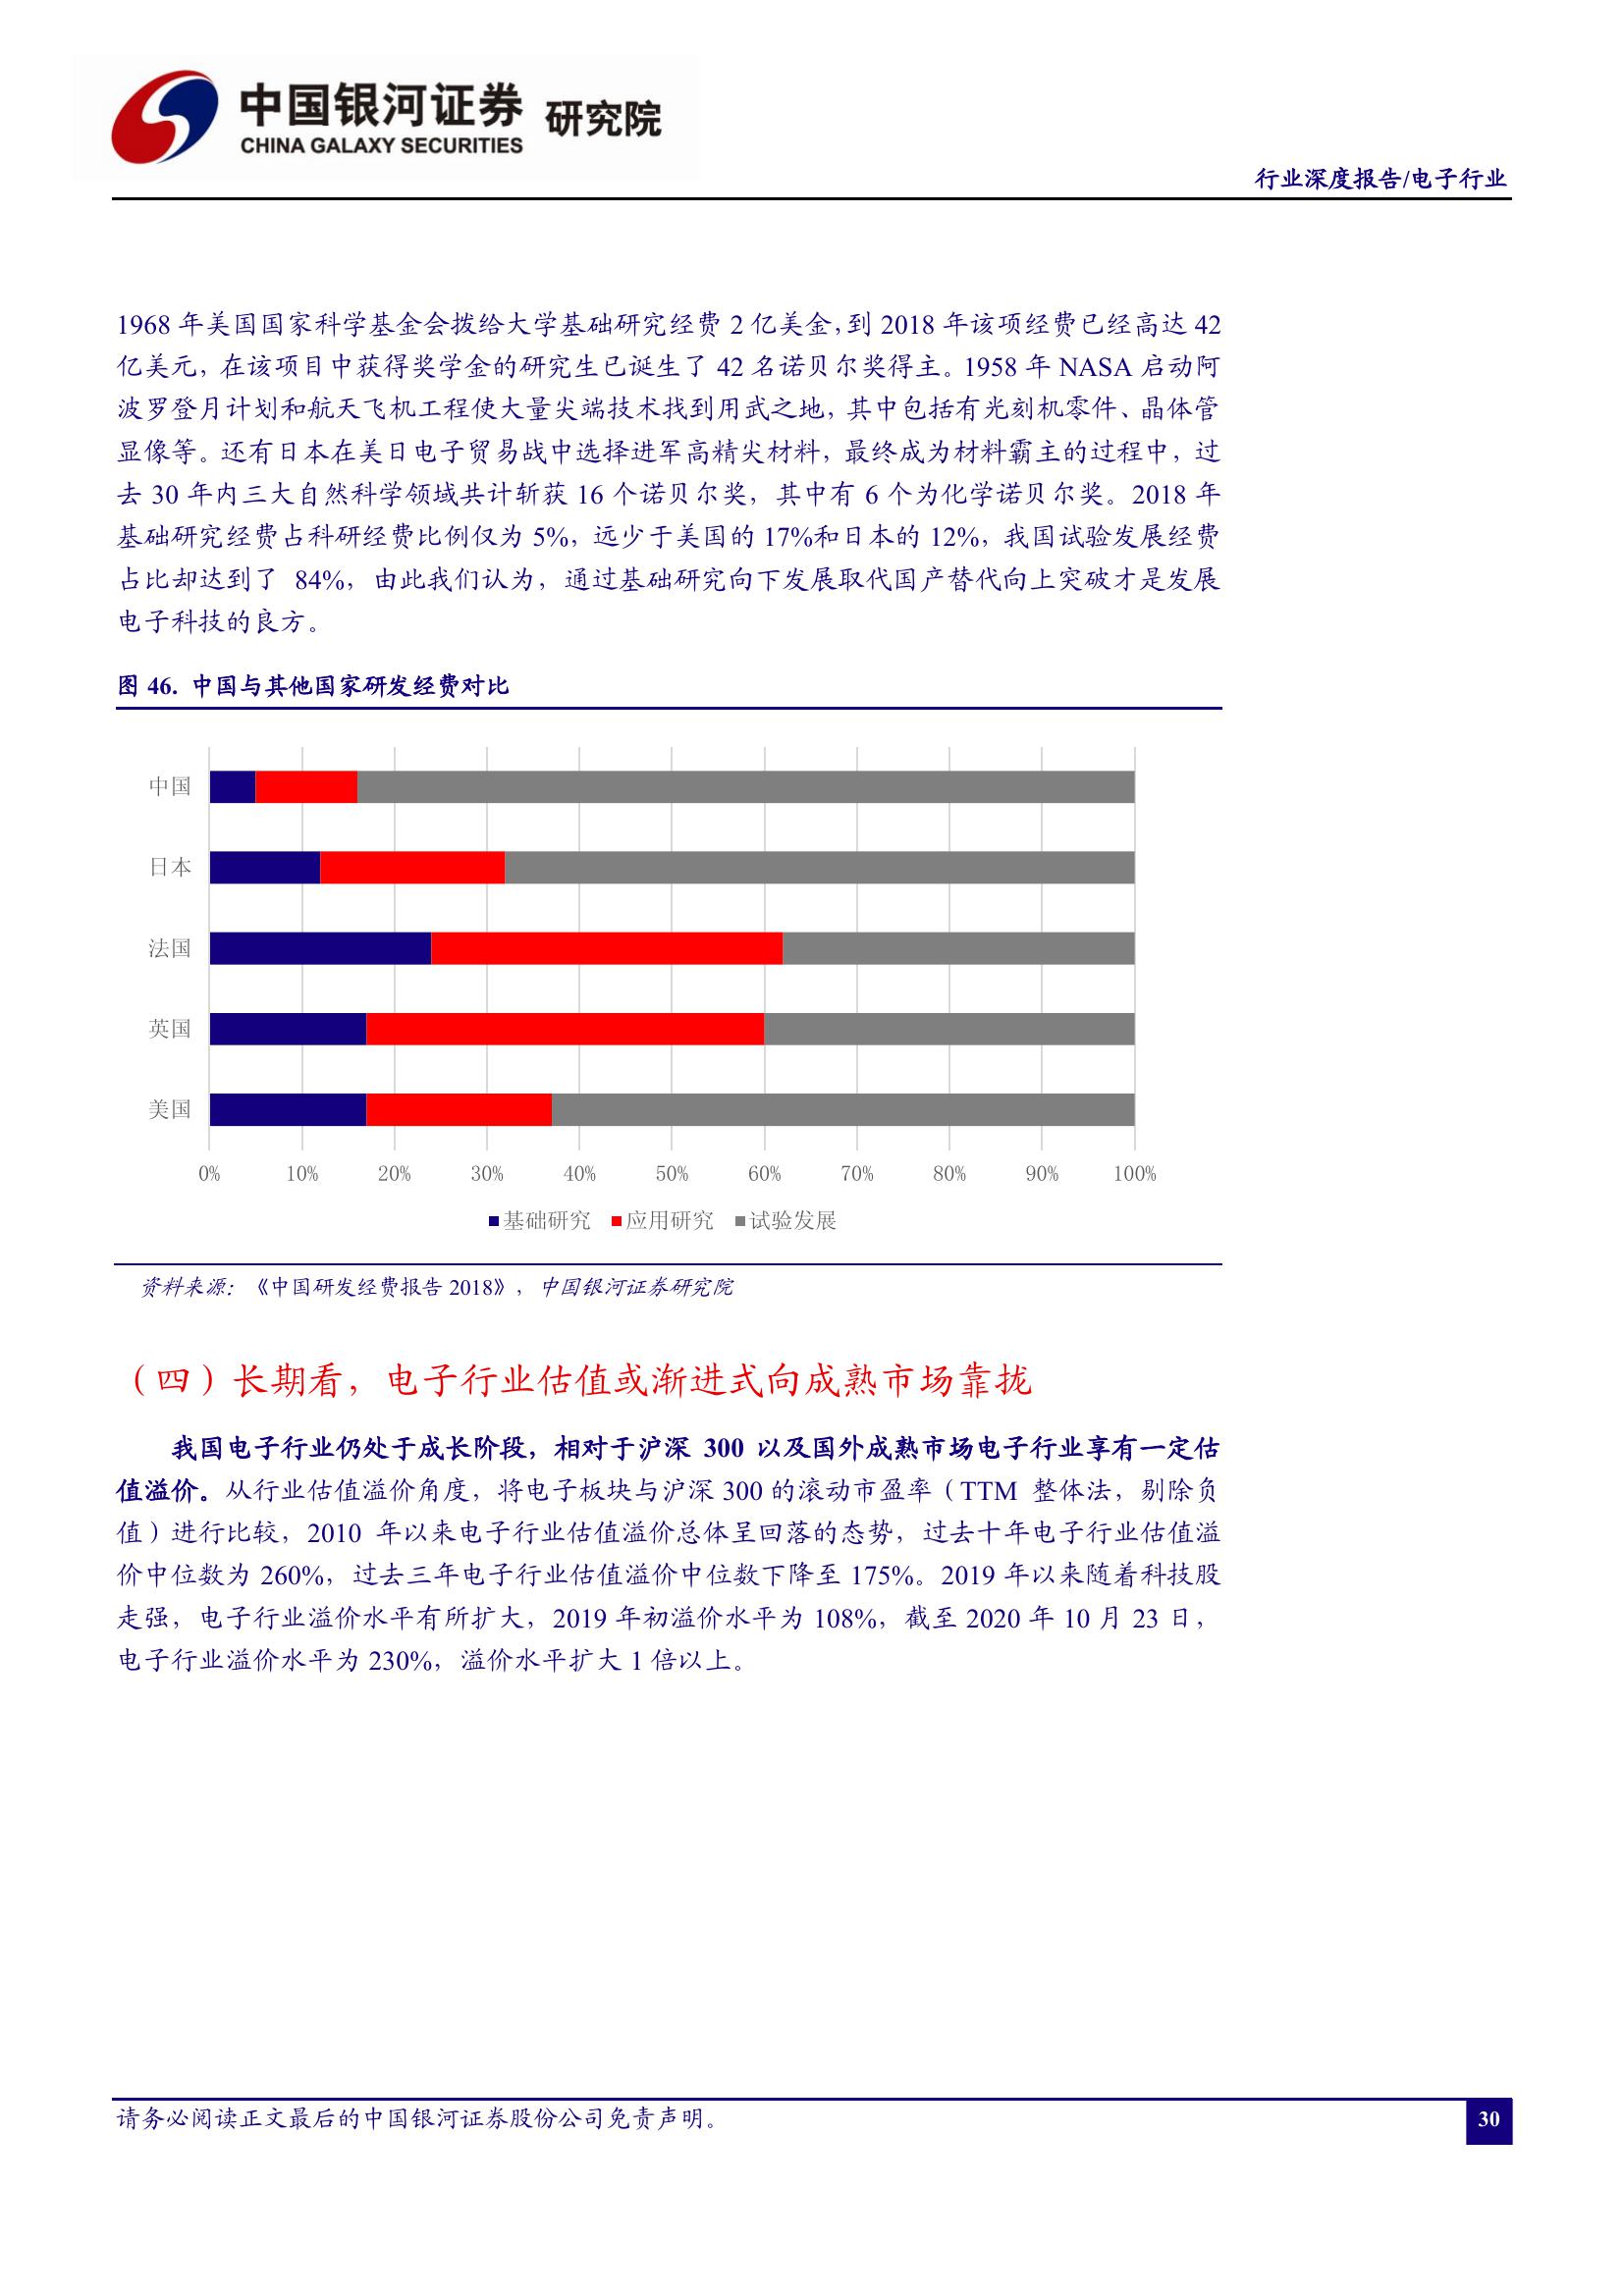 中国银河证券 研究院
CHINA GALAXY SECURITIES
行业深度报告/电子行业
1968 年美国国家科学基金会拨给大学基础研究经费 2 亿美金，到 2018 年该项经费已经高达 42
亿美元，在该项目中获得奖学金的研究生已诞生了 42 名诺贝尔奖得主。1958 年 NASA 启动阿
波罗登月计划和航天飞机工程使大量尖端技术找到用武之地，其中包括有光刻机零件、晶体管
显像等。还有日本在美日电子贸易战中选择进军高精尖材料，最终成为材料霸主的过程中，过
去 30 年内三大自然科学领域共计斩获 16 个诺贝尔奖，其中有 6 个为化学诺贝尔奖。2018 年
基础研究经费占科研经费比例仅为 5%，远少于美国的 17%和日本的 12%，我国试验发展经费
占比却达到了 84%，由此我们认为，通过基础研究向下发展取代国产替代向上突破才是发展
电子科技的良方。
图 46. 中国与其他国家研发经费对比
中国
日本
法国
英国
美国
0% 10% 20% 30% 40% 50% 60% 70% 80% 90% 100%
基础研究 应用研究 试验发展
资料来源：《中国研发经费报告 2018》，中国银河证券研究院
（四）长期看，电子行业估值或渐进式向成熟市场靠拢
我国电子行业仍处于成长阶段，相对于沪深 300 以及国外成熟市场电子行业享有一定估
值溢价。从行业估值溢价角度，将电子板块与沪深 300 的滚动市盈率（TTM 整体法，剔除负
值）进行比较，2010 年以来电子行业估值溢价总体呈回落的态势，过去十年电子行业估值溢
价中位数为 260%，过去三年电子行业估值溢价中位数下降至 175%。2019 年以来随着科技股
走强，电子行业溢价水平有所扩大，2019 年初溢价水平为 108%，截至 2020 年 10 月 23 日，
电子行业溢价水平为 230%，溢价水平扩大 1 倍以上。
请务必阅读正文最后的中国银河证券股份公司免责声明。
30